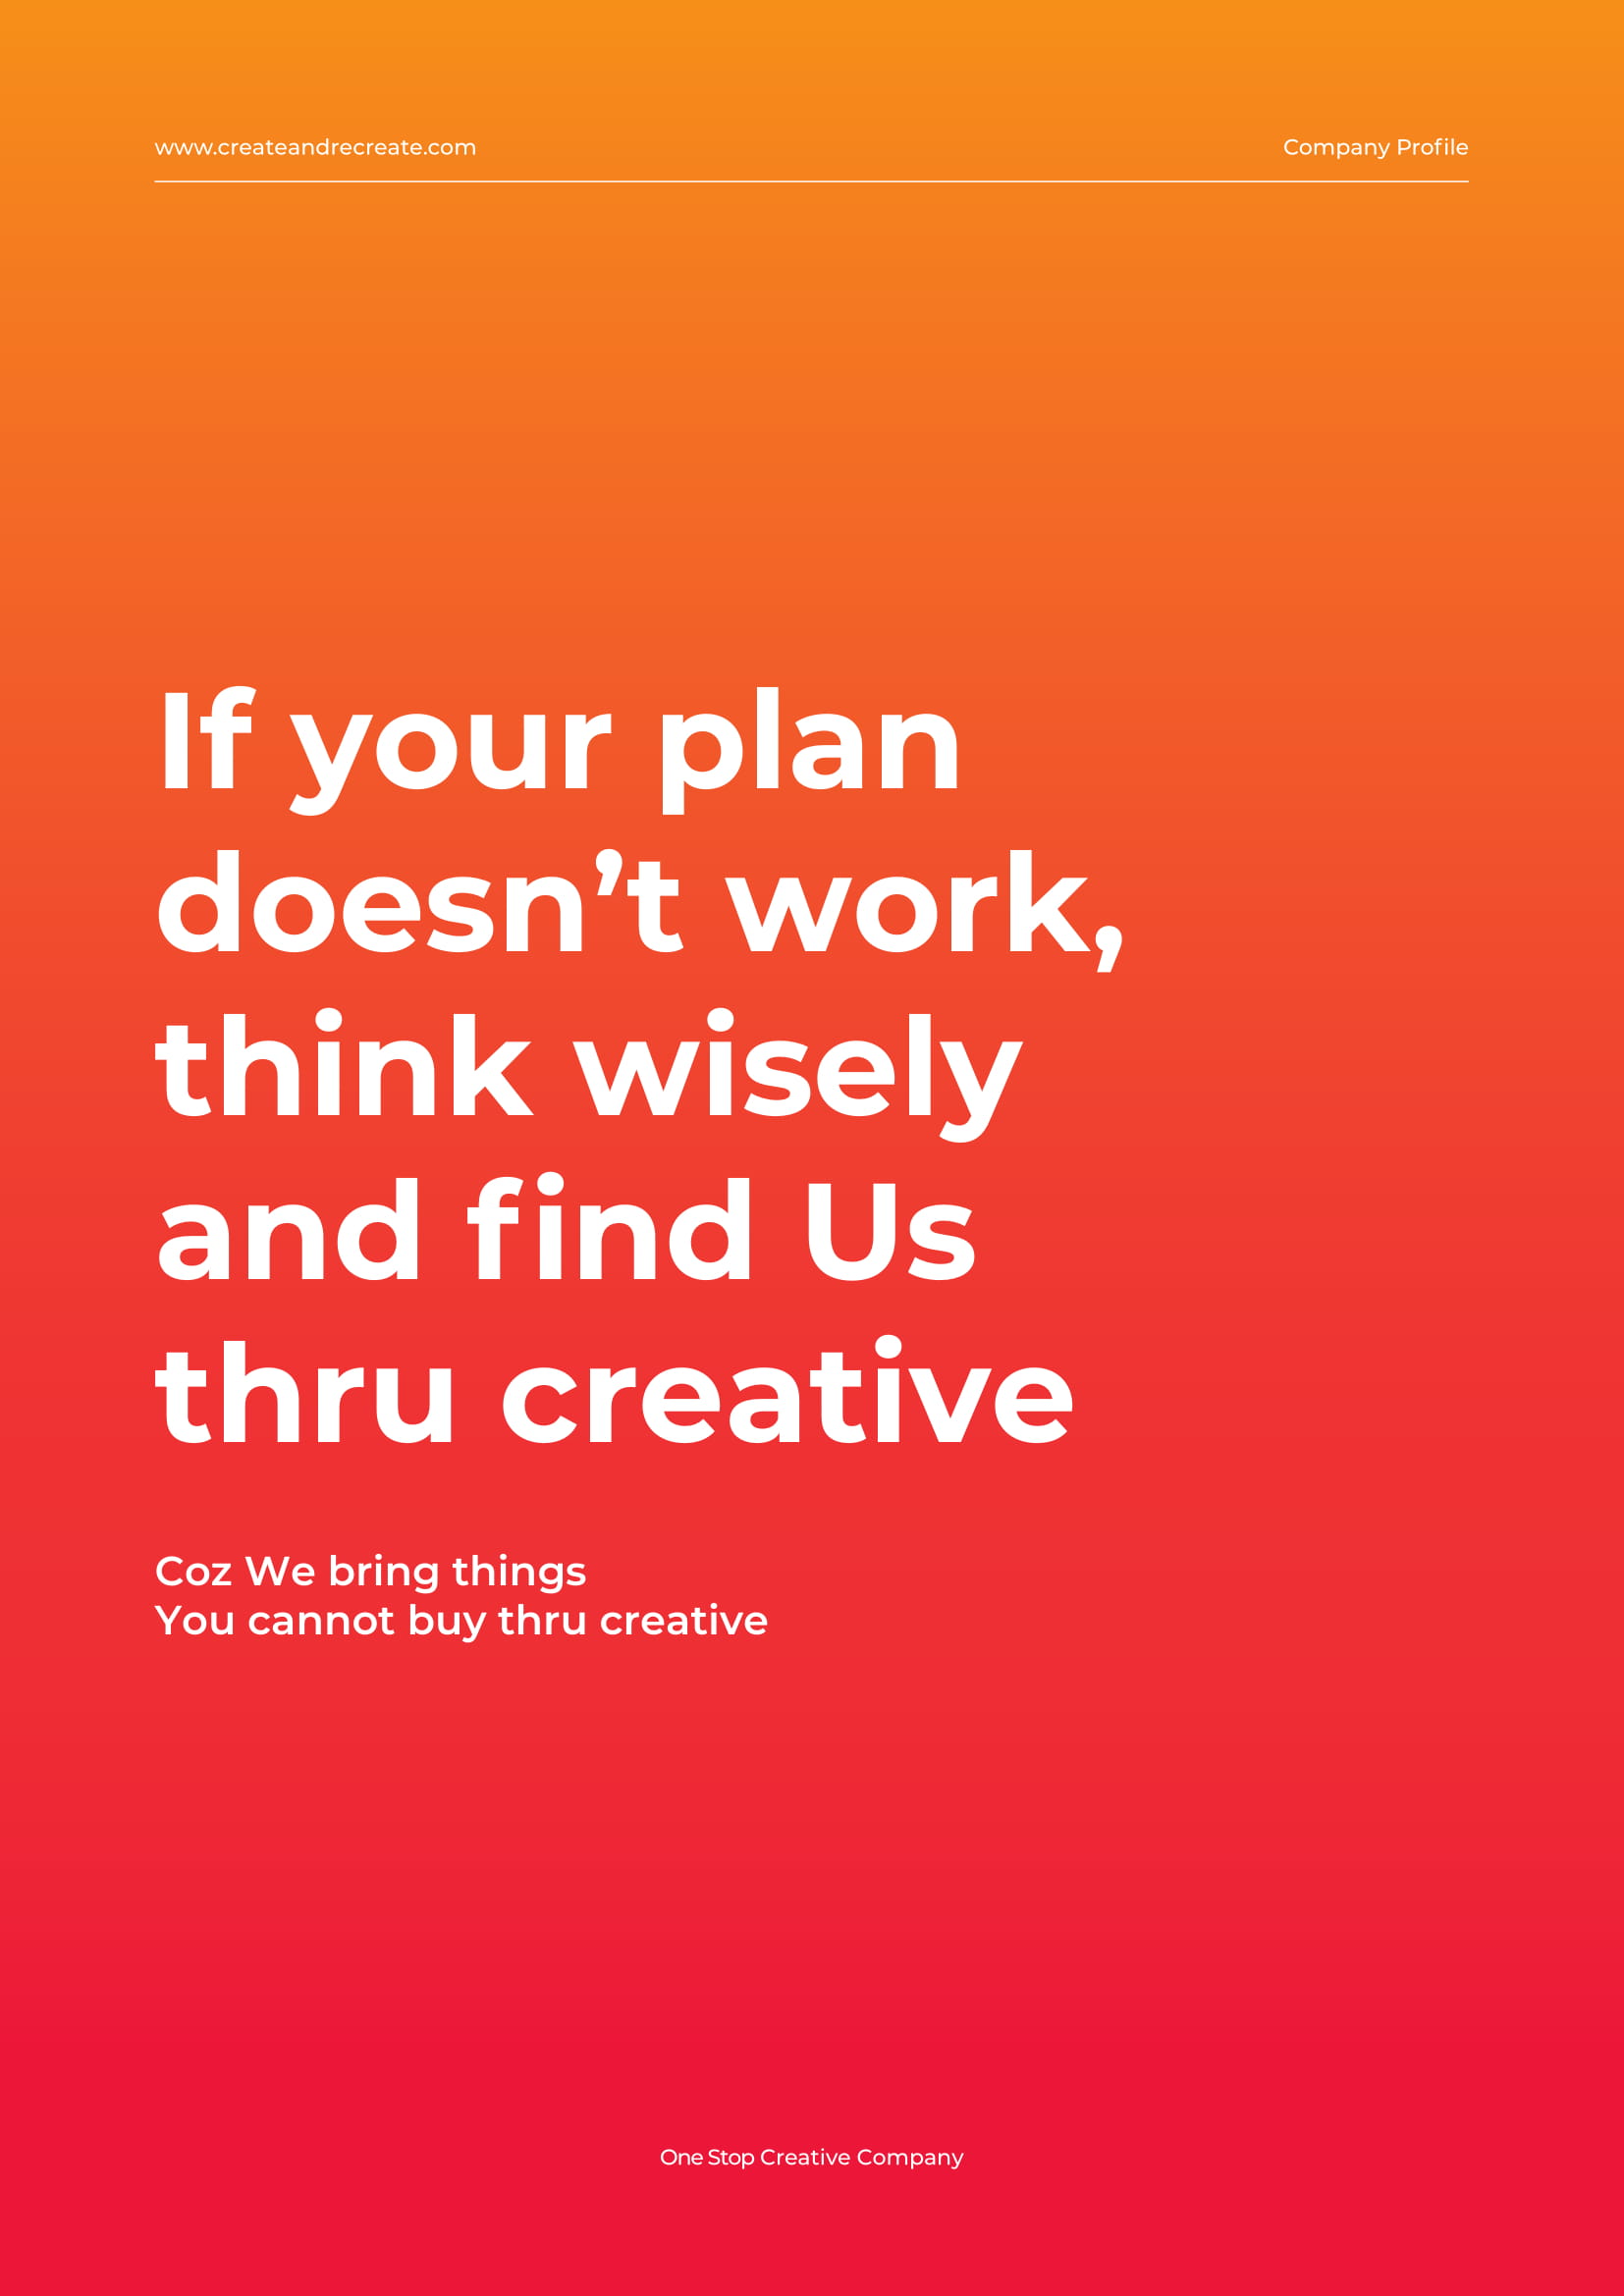 www.createandrecreate.com
Company Profile
If your plan
doesn’t work,
think wisely
and find Us
thru creative
Coz We bring things
You cannot buy thru creative
One Stop Creative Company